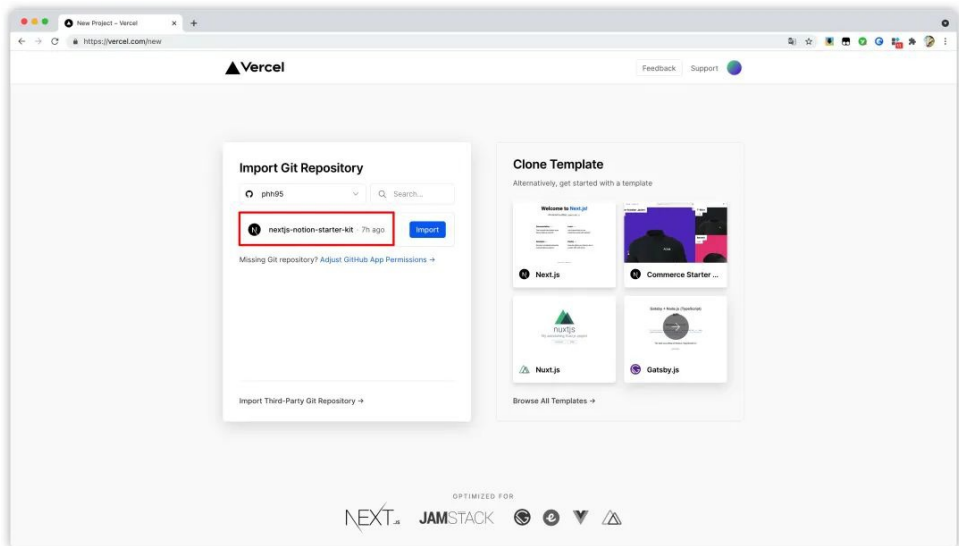 New Project – Vercel
https://vercel.com/new
Vercel
Feedback
Support
Import Git Repository
phh95
Search...
nextjs-notion-starter-kit · 7h ago
Import
Missing Git repository? Adjust GitHub App Permissions →
Import Third-Party Git Repository →
Clone Template
Alternatively, get started with a template
Welcome to Next.js!
Next.js
Commerce Starter ...
nuxtjs
Nuxt.js
Gatsby.js
Browse All Templates →
OPTIMIZED FOR
NEXT.JS
JAMSTACK